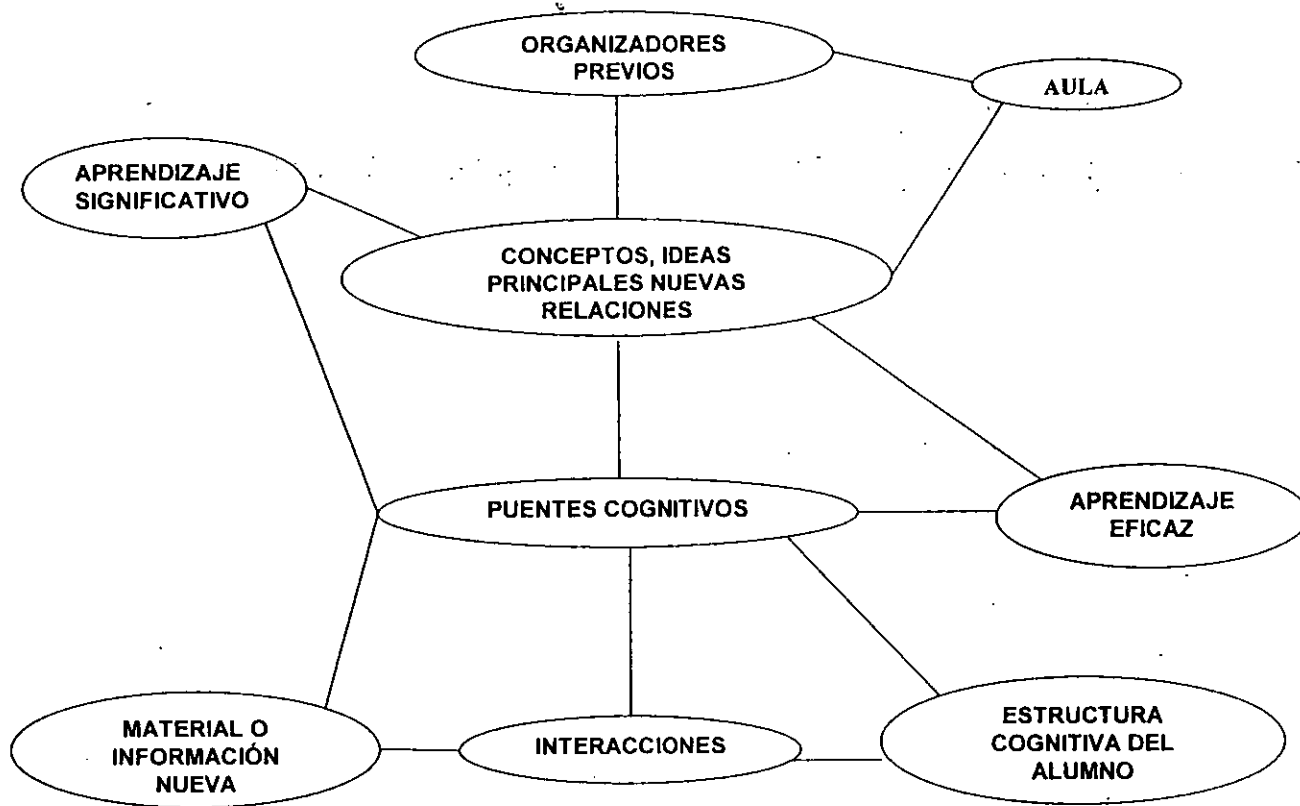 ORGANIZADORES
PREVIOS
AULA
APRENDIZAJE
SIGNIFICATIVO
CONCEPTOS, IDEAS
PRINCIPALES NUEVAS
RELACIONES
PUENTES COGNITIVOS
APRENDIZAJE
EFICAZ
MATERIAL O
INFORMACIÓN
NUEVA
INTERACCIONES
ESTRUCTURA
COGNITIVA DEL
ALUMNO